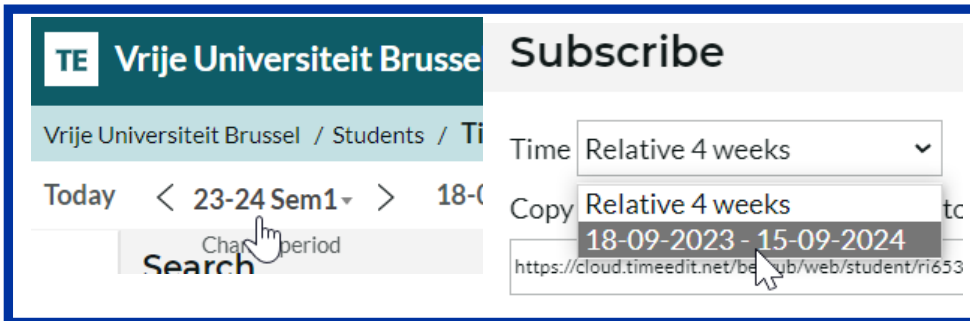 TE Vrije Universiteit Brusse
Vrije Universiteit Brussel / Students / Ti
Today < 23-24 Sem1 > 18-0
Search
Subscribe
Time Relative 4 weeks
Relative 4 weeks
Copy to
18-09-2023 - 15-09-2024